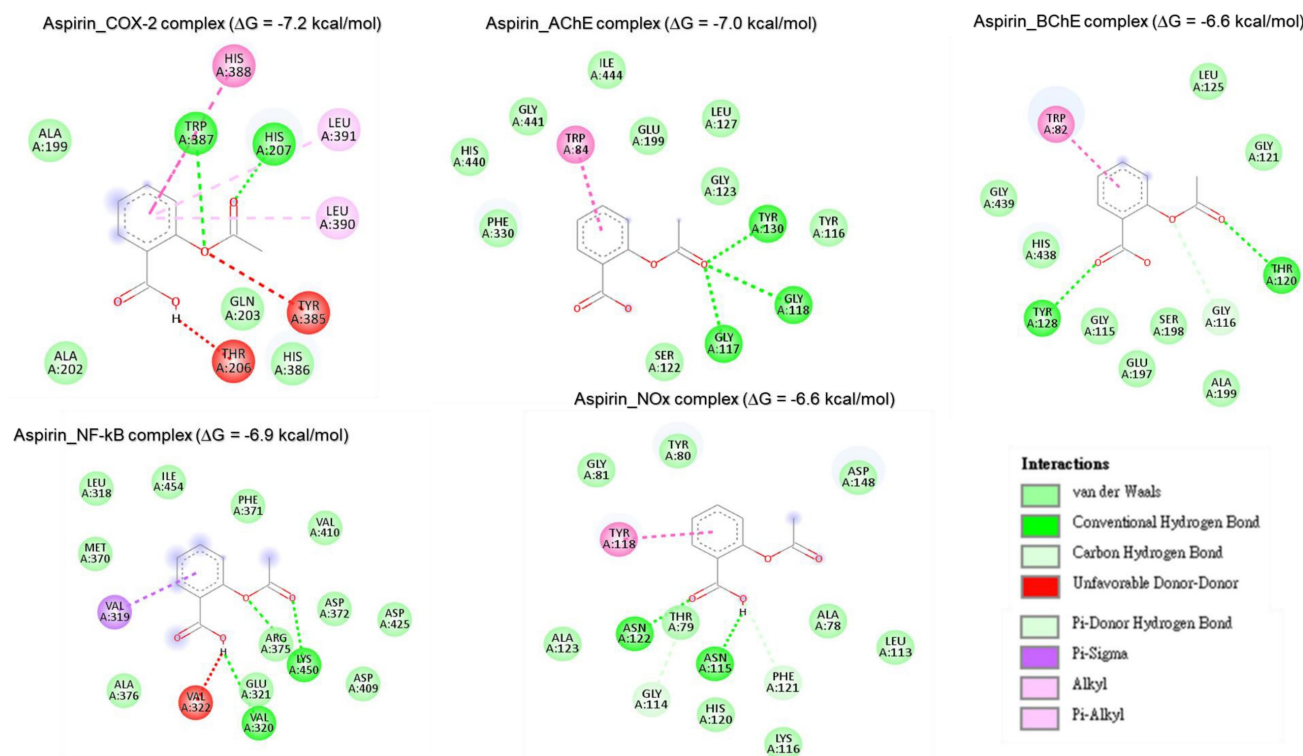 Aspirin_COX-2 complex (ΔG = -7.2 kcal/mol)
HIS
A:388
TRP
A:387
HIS
A:207
LEU
A:391
ALA
A:199
LEU
A:390
O
O
O
O
H
GLN
A:203
TYR
A:385
THR
A:206
HIS
A:386
ALA
A:202
Aspirin_AChE complex (ΔG = -7.0 kcal/mol)
ILE
A:444
GLY
A:441
LEU
A:127
TRP
A:84
GLU
A:199
HIS
A:440
GLY
A:123
PHE
A:330
TYR
A:130
TYR
A:116
O
O
O
O
GLY
A:118
GLY
A:117
SER
A:122
Aspirin_BChE complex (ΔG = -6.6 kcal/mol)
LEU
A:125
TRP
A:82
GLY
A:121
GLY
A:439
HIS
A:438
O
O
O
O
THR
A:120
TYR
A:128
GLY
A:115
SER
A:198
GLY
A:116
GLU
A:197
ALA
A:199
Aspirin_NF-kB complex (ΔG = -6.9 kcal/mol)
LEU
A:318
ILE
A:454
PHE
A:371
VAL
A:410
MET
A:370
VAL
A:319
O
O
O
O
H
ASP
A:372
ASP
A:425
ARG
A:375
LYS
A:450
ALA
A:376
GLU
A:321
ASP
A:409
VAL
A:322
VAL
A:320
Aspirin_NOx complex (ΔG = -6.6 kcal/mol)
TYR
A:80
GLY
A:81
ASP
A:148
TYR
A:118
O
O
O
O
H
ASN
A:122
THR
A:79
ALA
A:78
ALA
A:123
ASN
A:115
LEU
A:113
PHE
A:121
GLY
A:114
HIS
A:120
LYS
A:116
Interactions
van der Waals
Conventional Hydrogen Bond
Carbon Hydrogen Bond
Unfavorable Donor-Donor
Pi-Donor Hydrogen Bond
Pi-Sigma
Alkyl
Pi-Alkyl